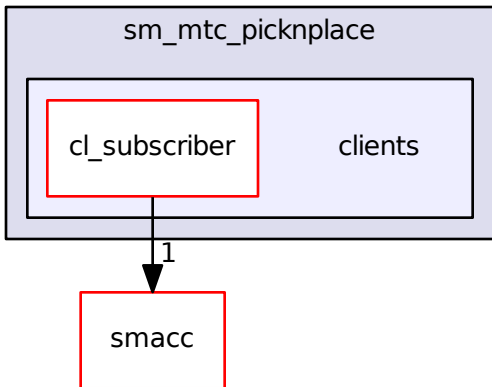 sm_mtc_picknplace
cl_subscriber
clients
1
smacc